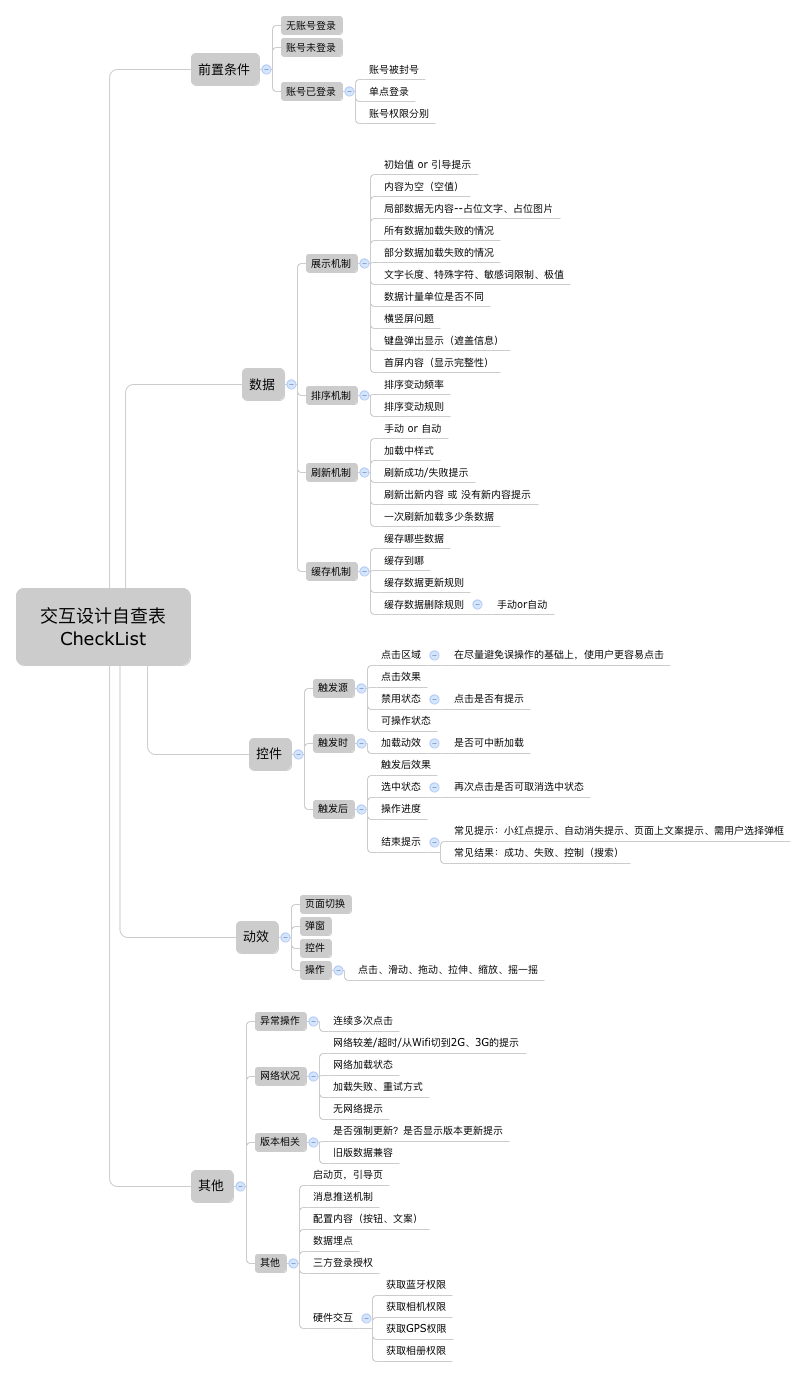 交互设计自查表
CheckList
前置条件
无账号登录
账号未登录
账号已登录
账号被封号
单点登录
账号权限分别
数据
展示机制
初始值 or 引导提示
内容为空（空值）
局部数据无内容--占位文字、占位图片
所有数据加载失败的情况
部分数据加载失败的情况
文字长度、特殊字符、敏感词限制、极值
数据计量单位是否不同
横竖屏问题
键盘弹出显示（遮盖信息）
首屏内容（显示完整性）
排序机制
排序变动频率
排序变动规则
刷新机制
手动 or 自动
加载中样式
刷新成功/失败提示
刷新出新内容 或 没有新内容提示
一次刷新加载多少条数据
缓存机制
缓存哪些数据
缓存到哪
缓存数据更新规则
缓存数据删除规则
手动or自动
控件
触发源
点击区域
在尽量避免误操作的基础上，使用户更容易点击
点击效果
禁用状态
点击是否有提示
可操作状态
触发时
加载动效
是否可中断加载
触发后
触发后效果
选中状态
再次点击是否可取消选中状态
操作进度
结束提示
常见提示：小红点提示、自动消失提示、页面上文案提示、需用户选择弹框
常见结果：成功、失败、控制（搜索）
动效
页面切换
弹窗
控件
操作
点击、滑动、拖动、拉伸、缩放、摇一摇
其他
异常操作
连续多次点击
网络状况
网络较差/超时/从Wifi切到2G、3G的提示
网络加载状态
加载失败、重试方式
无网络提示
版本相关
是否强制更新？是否显示版本更新提示
旧版数据兼容
其他
启动页，引导页
消息推送机制
配置内容（按钮、文案）
数据埋点
三方登录授权
硬件交互
获取蓝牙权限
获取相机权限
获取GPS权限
获取相册权限